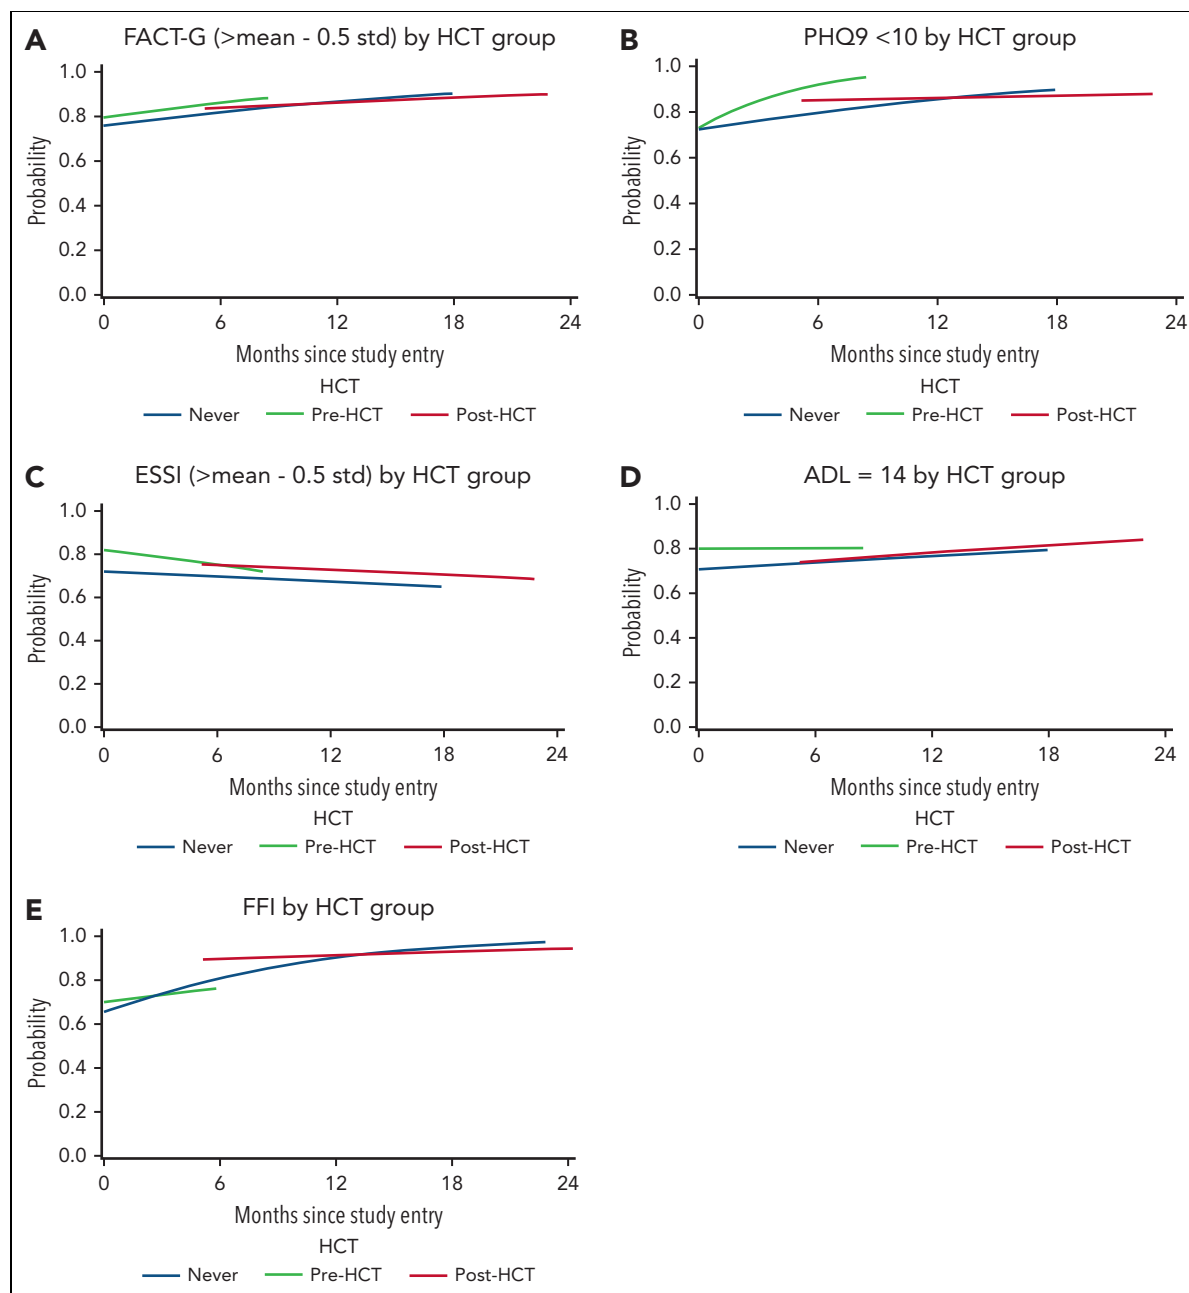 A FACT-G (>mean - 0.5 std) by HCT group
Probability
1.0
0.8
0.6
0.4
0.2
0.0
0 6 12 18 24
Months since study entry
HCT
Never Pre-HCT Post-HCT
B PHQ9 <10 by HCT group
Probability
1.0
0.8
0.6
0.4
0.2
0.0
0 6 12 18 24
Months since study entry
HCT
Never Pre-HCT Post-HCT
C ESSI (>mean - 0.5 std) by HCT group
Probability
1.0
0.8
0.6
0.4
0.2
0.0
0 6 12 18 24
Months since study entry
HCT
Never Pre-HCT Post-HCT
D ADL = 14 by HCT group
Probability
1.0
0.8
0.6
0.4
0.2
0.0
0 6 12 18 24
Months since study entry
HCT
Never Pre-HCT Post-HCT
E FFI by HCT group
Probability
1.0
0.8
0.6
0.4
0.2
0.0
0 6 12 18 24
Months since study entry
HCT
Never Pre-HCT Post-HCT